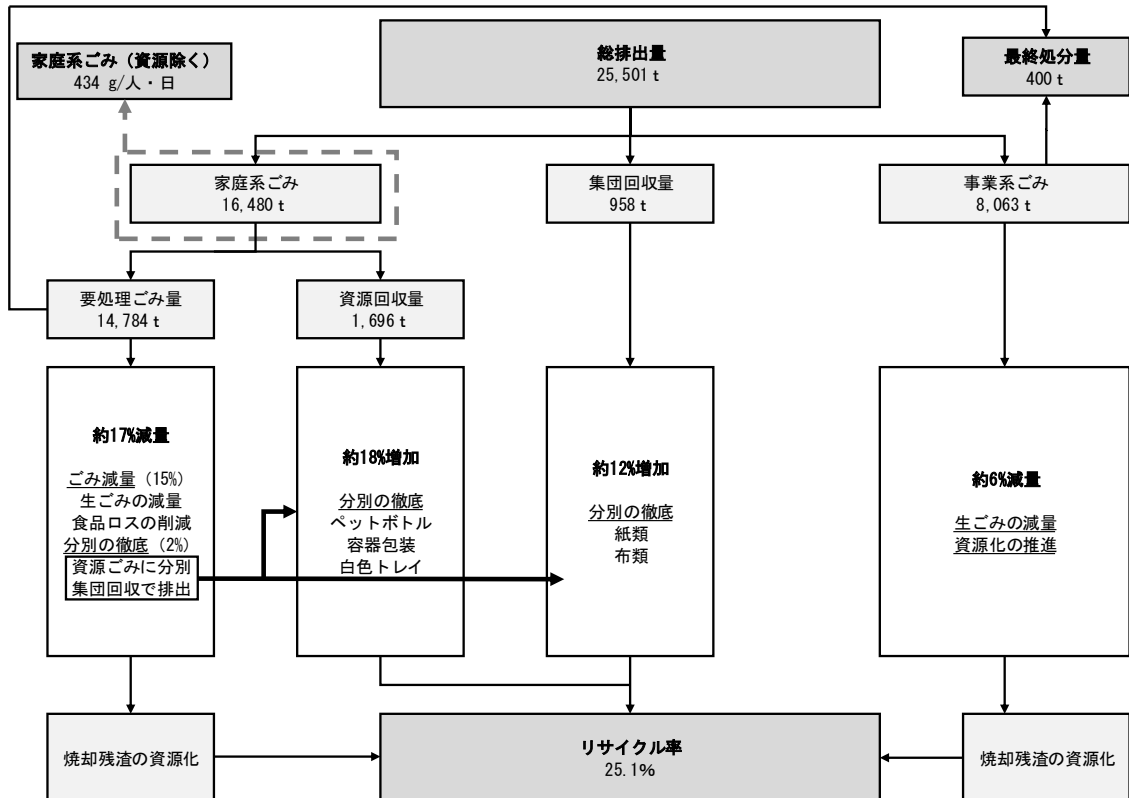 家庭系ごみ（資源除く）
434 g/人・日
総排出量
25,501 t
最終処分量
400 t
家庭系ごみ
16,480 t
集団回収量
958 t
事業系ごみ
8,063 t
要処理ごみ量
14,784 t
資源回収量
1,696 t
約17%減量
ごみ減量（15%）
生ごみの減量
食品ロスの削減
分別の徹底（2%）
資源ごみに分別
集団回収で排出
約18%増加
分別の徹底
ペットボトル
容器包装
白色トレイ
約12%増加
分別の徹底
紙類
布類
約6%減量
生ごみの減量
資源化の推進
焼却残渣の資源化
リサイクル率
25.1%
焼却残渣の資源化